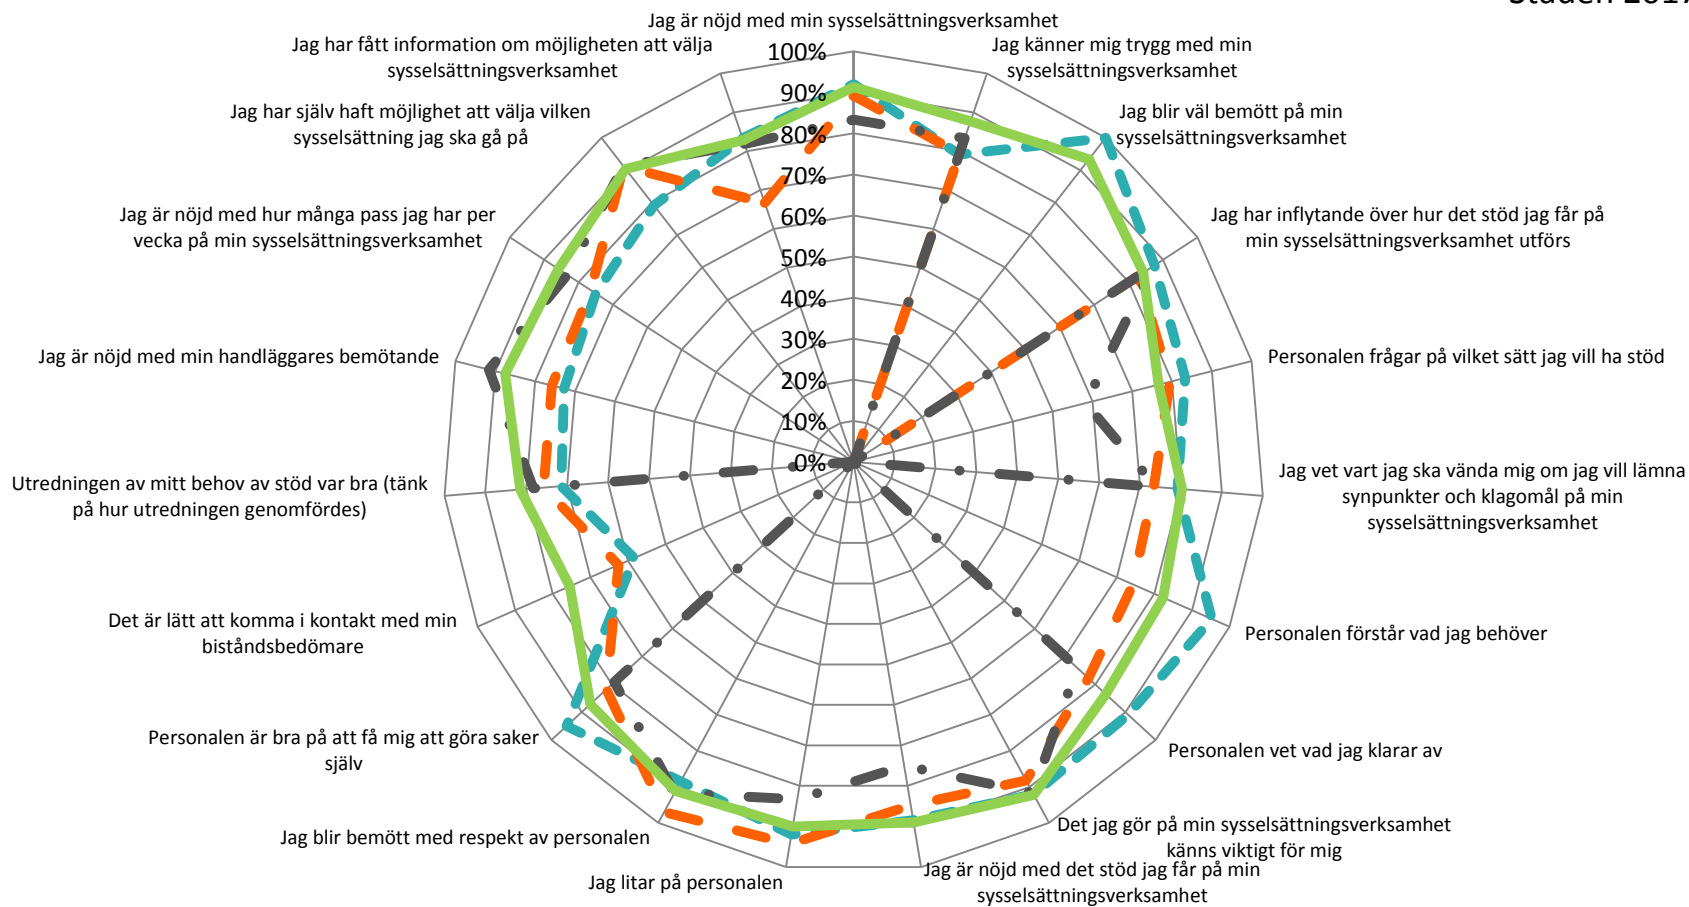 Jag är nöjd med min sysselsättningsverksamhet
Jag känner mig trygg med min
sysselsättningsverksamhet
Jag blir väl bemött på min
sysselsättningsverksamhet
Jag har inflytande över hur det stöd jag får på
min sysselsättningsverksamhet utförs
Personalen frågar på vilket sätt jag vill ha stöd
Jag vet vart jag ska vända mig om jag vill lämna
synpunkter och klagomål på min
sysselsättningsverksamhet
Personalen förstår vad jag behöver
Personalen vet vad jag klarar av
Det jag gör på min sysselsättningsverksamhet
känns viktigt för mig
Jag är nöjd med det stöd jag får på min
sysselsättningsverksamhet
Jag litar på personalen
Jag blir bemött med respekt av personalen
Personalen är bra på att få mig att göra saker
själv
Det är lätt att komma i kontakt med min
biståndsbedömare
Utredningen av mitt behov av stöd var bra (tänk
på hur utredningen genomfördes)
Jag är nöjd med min handläggares bemötande
Jag är nöjd med hur många pass jag har per
vecka på min sysselsättningsverksamhet
Jag har själv haft möjlighet att välja vilken
sysselsättning jag ska gå på
Jag har fått information om möjligheten att välja
sysselsättningsverksamhet
100%
90%
80%
70%
60%
50%
40%
30%
20%
10%
0%